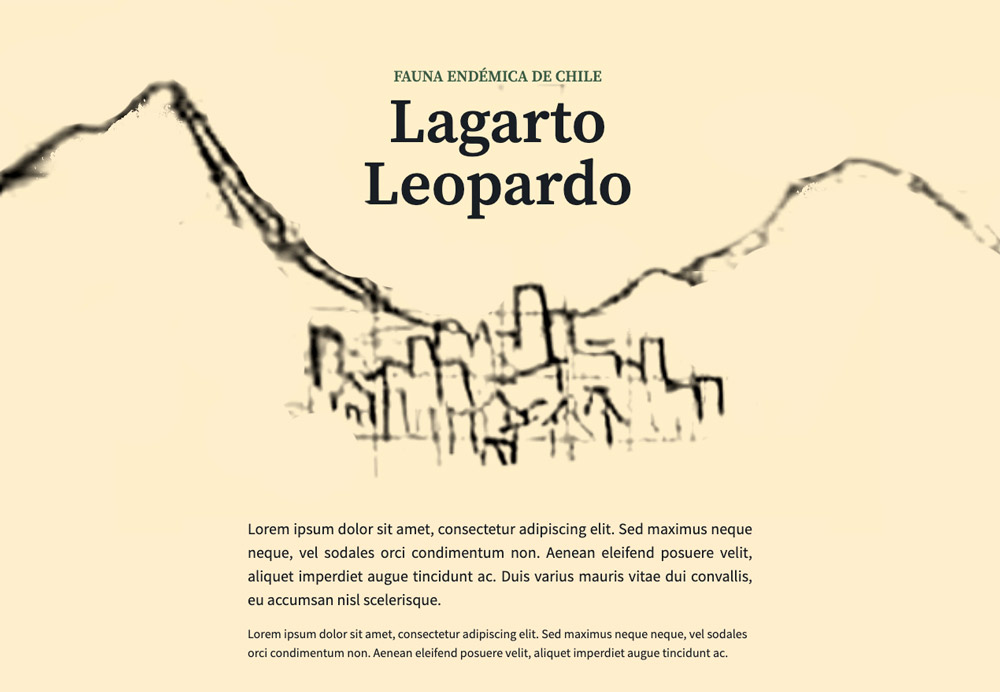 FAUNA ENDÉMICA DE CHILE
Lagarto
Leopardo
Lorem ipsum dolor sit amet, consectetur adipiscing elit. Sed maximus neque
neque, vel sodales orci condimentum non. Aenean eleifend posuere velit,
aliquet imperdiet augue tincidunt ac. Duis varius mauris vitae dui convallis,
eu accumsan nisl scelerisque.
Lorem ipsum dolor sit amet, consectetur adipiscing elit. Sed maximus neque neque, vel sodales
orci condimentum non. Aenean eleifend posuere velit, aliquet imperdiet augue tincidunt ac.